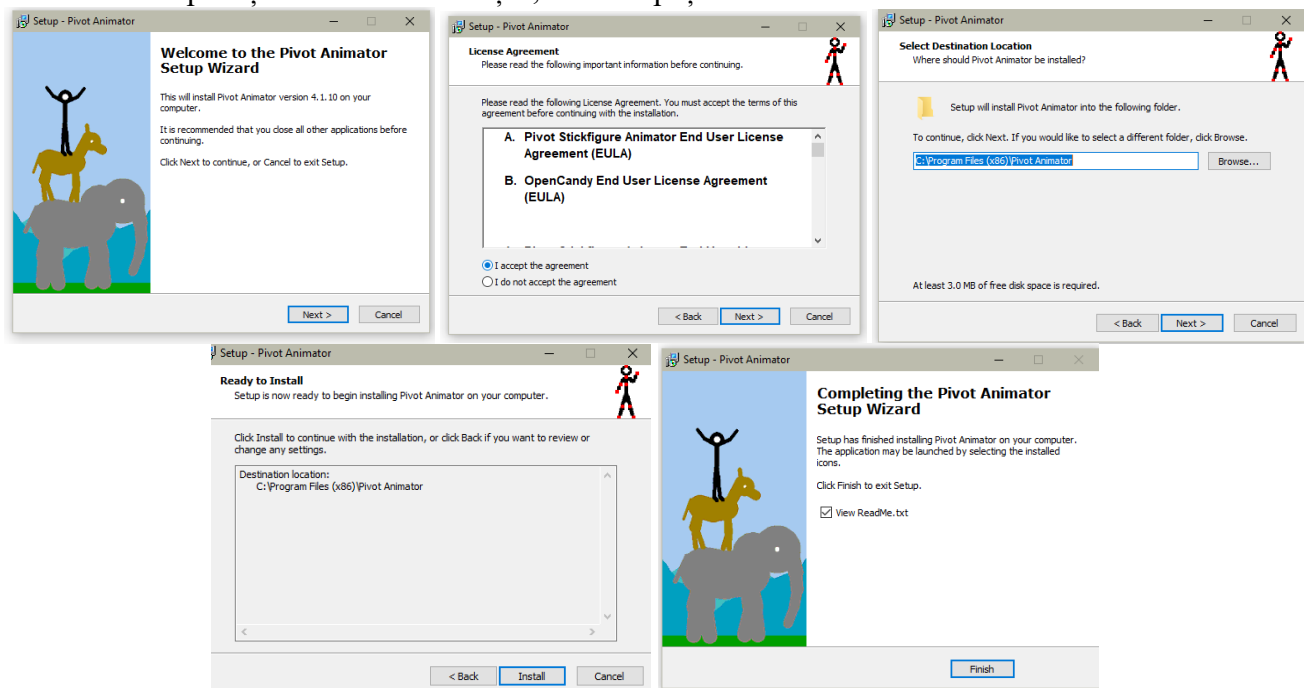 Setup - Pivot Animator
Welcome to the Pivot Animator
Setup Wizard
This will install Pivot Animator version 4.1.10 on your
computer.
It is recommended that you close all other applications before
continuing.
Click Next to continue, or Cancel to exit Setup.
Next >
Cancel
Setup - Pivot Animator
License Agreement
Please read the following important information before continuing.
Please read the following License Agreement. You must accept the terms of this
agreement before continuing with the installation.
A. Pivot Stickfigure Animator End User License
Agreement (EULA)
B. OpenCandy End User License Agreement
(EULA)
I accept the agreement
I do not accept the agreement
< Back
Next >
Cancel
Setup - Pivot Animator
Select Destination Location
Where should Pivot Animator be installed?
Setup will install Pivot Animator into the following folder.
To continue, click Next. If you would like to select a different folder, click Browse.
C:\Program Files (x86)\Pivot Animator
Browse...
At least 3.0 MB of free disk space is required.
< Back
Next >
Cancel
Setup - Pivot Animator
Ready to Install
Setup is now ready to begin installing Pivot Animator on your computer.
Click Install to continue with the installation, or click Back if you want to review or
change any settings.
Destination location:
C:\Program Files (x86)\Pivot Animator
< Back
Install
Cancel
Setup - Pivot Animator
Completing the Pivot Animator
Setup Wizard
Setup has finished installing Pivot Animator on your computer.
The application may be launched by selecting the installed
icons.
Click Finish to exit Setup.
View ReadMe.txt
Finish